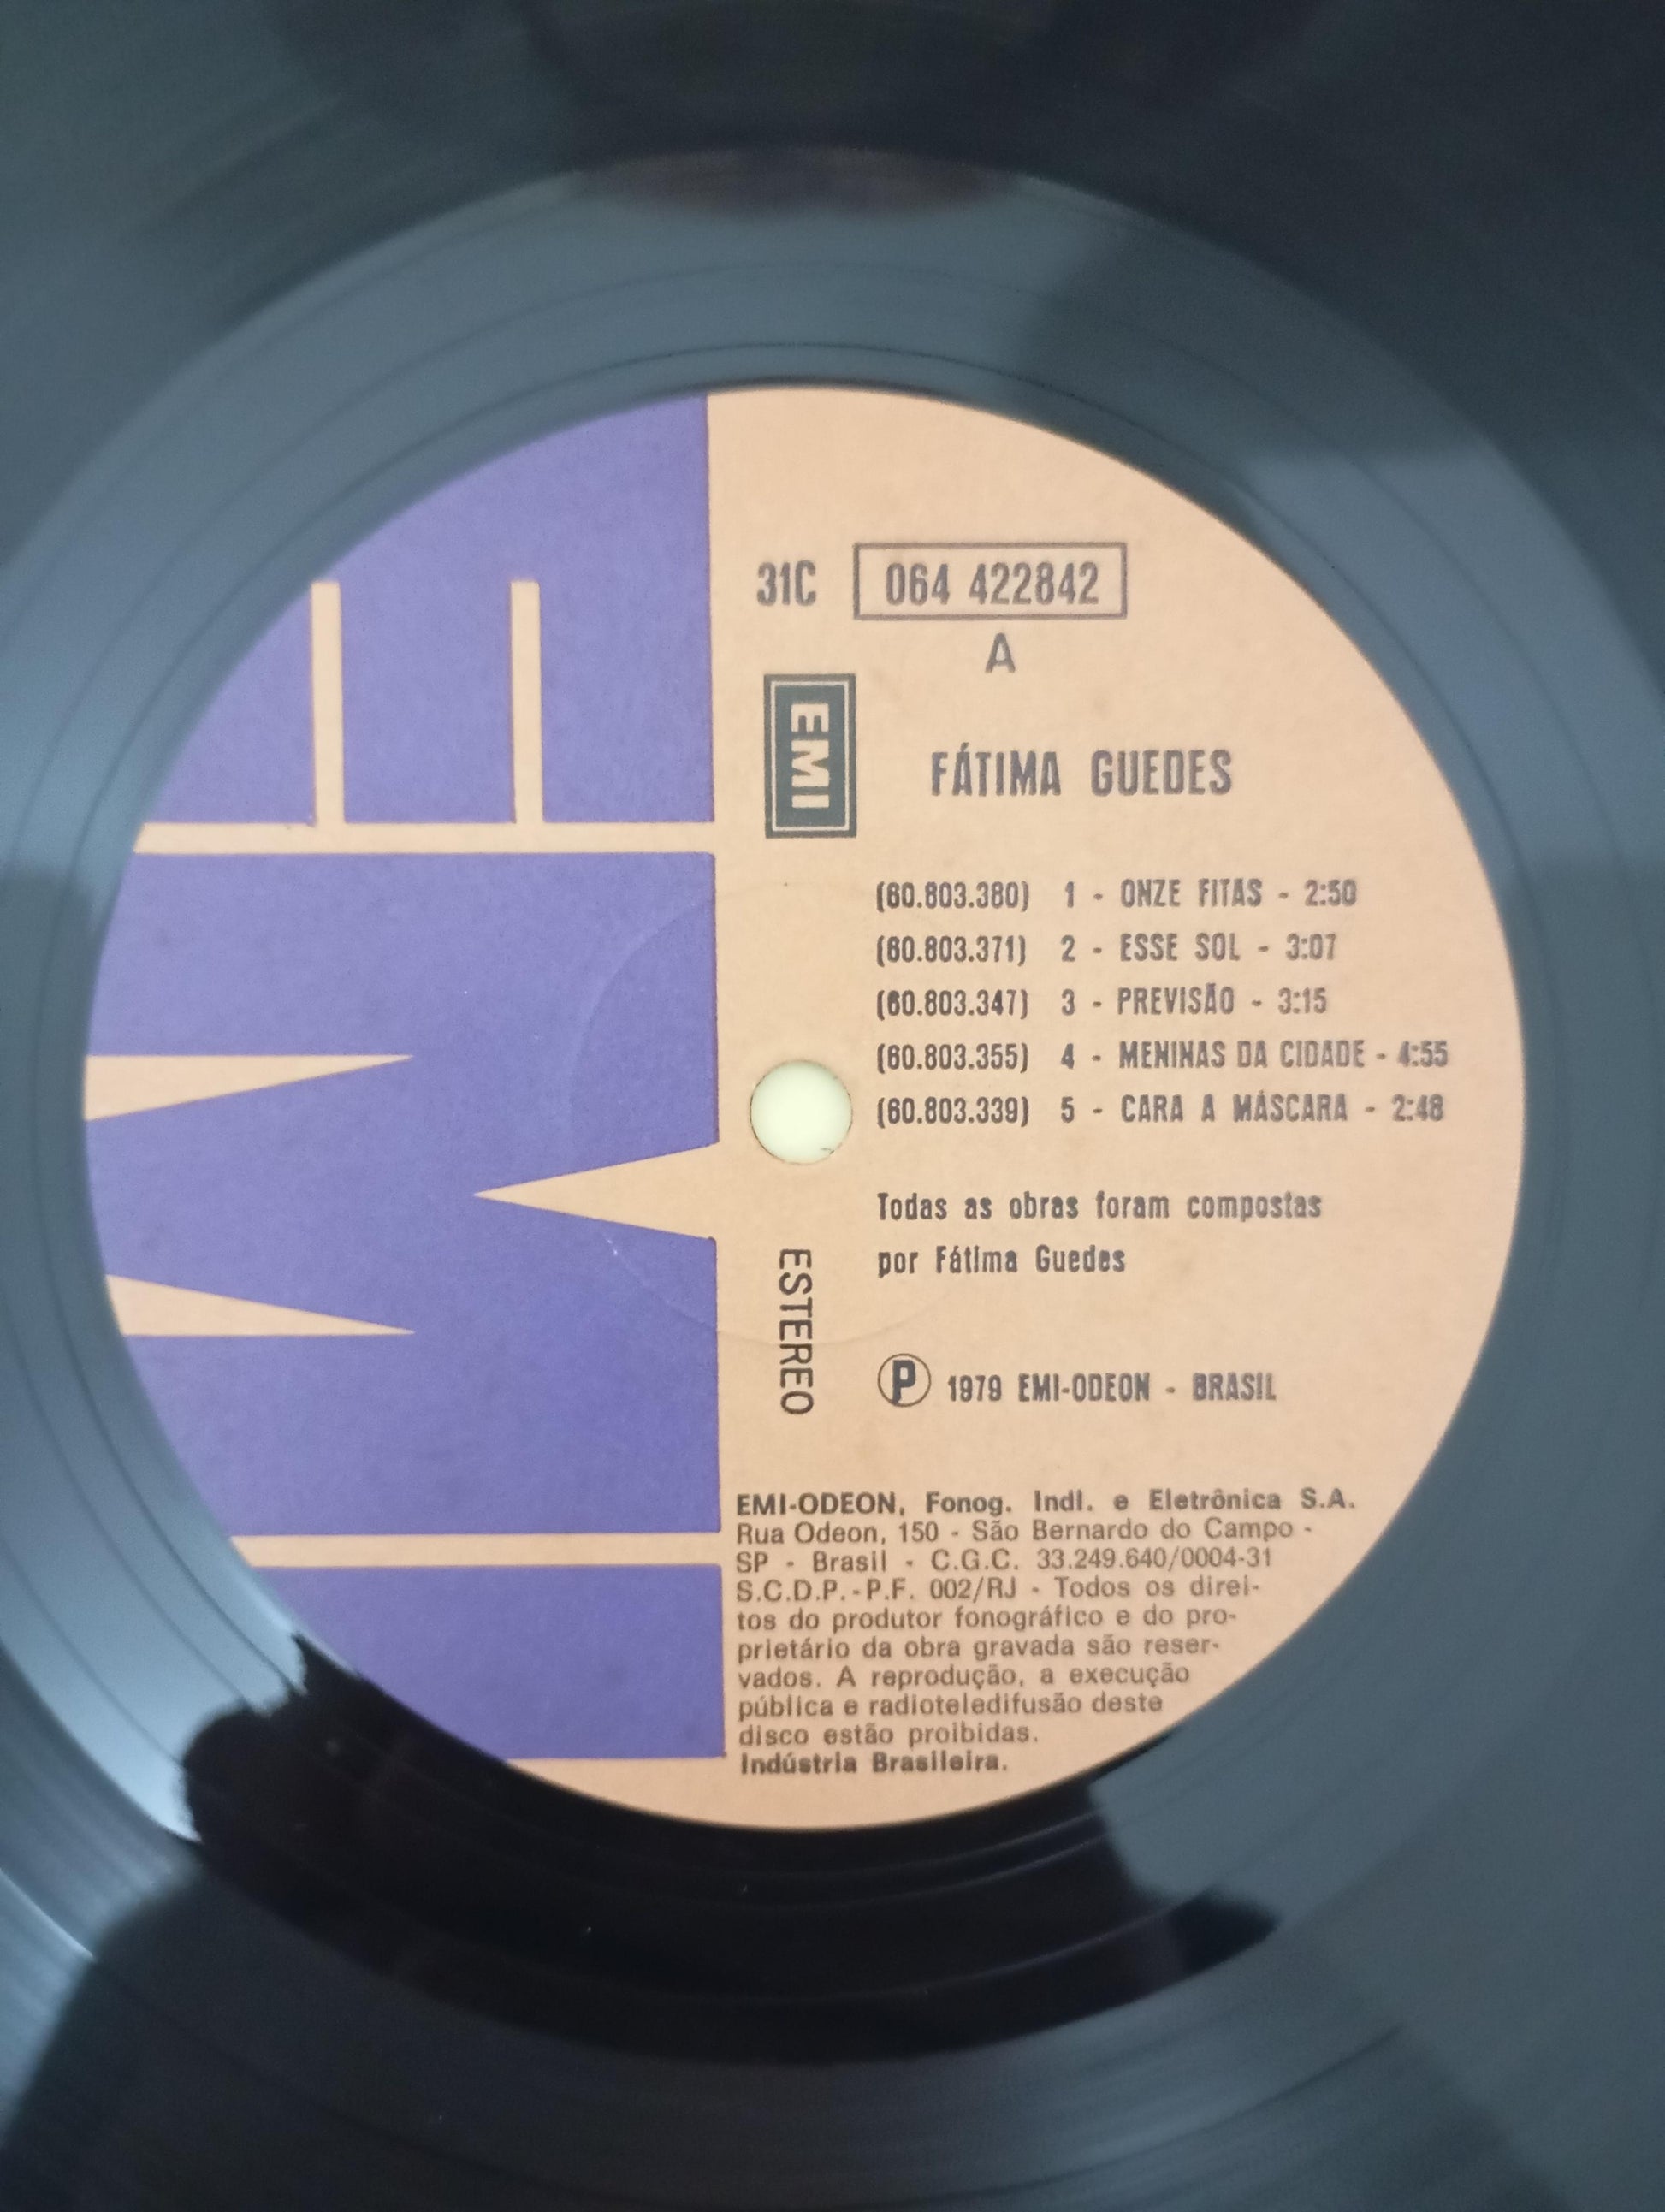 31C 064 422842
A
EMI
FÁTIMA GUEDES
(60.803.380) 1 - ONZE FITAS - 2:50
(60.803.371) 2 - ESSE SOL - 3:07
(60.803.347) 3 - PREVISÃO - 3:15
(60.803.355) 4 - MENINAS DA CIDADE - 4:55
(60.803.339) 5 - CARA A MÁSCARA - 2:48
Todas as obras foram compostas
por Fátima Guedes
ESTEREO
Ⓟ 1979 EMI-ODEON - BRASIL
EMI-ODEON, Fonog. Indl. e Eletrônica S.A.
Rua Odeon, 150 - São Bernardo do Campo -
SP - Brasil - C.G.C. 33.249.640/0004-31
S.C.D.P.-P.F. 002/RJ - Todos os direi-
tos do produtor fonográfico e do pro-
prietário da obra gravada são reser-
vados. A reprodução, a execução
pública e radioteledifusão deste
disco estão proibidas.
Indústria Brasileira.